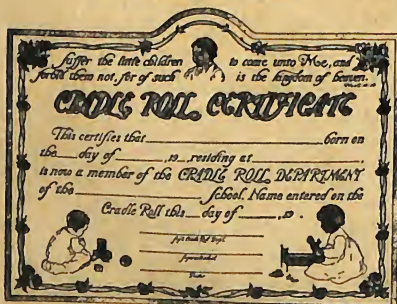 Suffer the little children to come unto Me, and
forbid them not, for of such is the kingdom of heaven.
CRADLE ROLL CERTIFICATE
This certifies that born on
the day of , 19 , residing at ,
is now a member of the CRADLE ROLL DEPARTMENT
of the School. Name entered on the
Cradle Roll this day of , 19 .
Superintendent